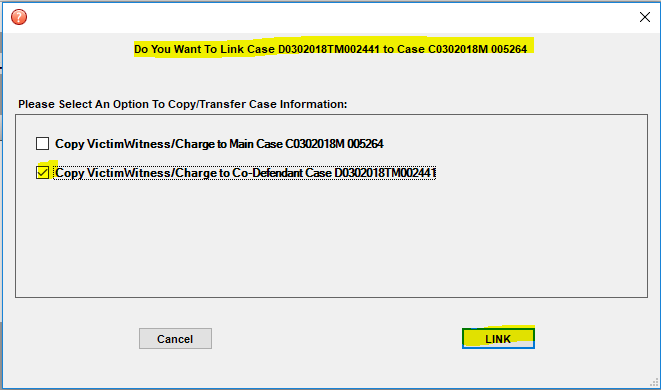 ?
Do You Want To Link Case D0302018TM002441 to Case C0302018M 005264
Please Select An Option To Copy/Transfer Case Information:
Copy VictimWitness/Charge to Main Case C0302018M 005264
Copy VictimWitness/Charge to Co-Defendant Case D0302018TM002441
Cancel
LINK